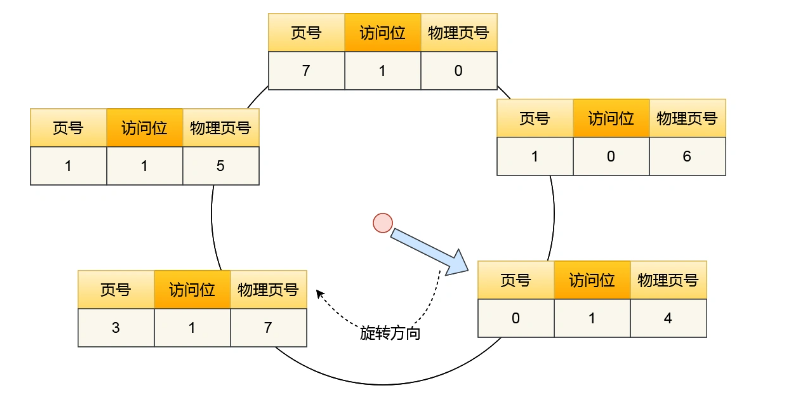 页号 访问位 物理页号
7 1 0
页号 访问位 物理页号
1 0 6
页号 访问位 物理页号
1 1 5
页号 访问位 物理页号
0 1 4
页号 访问位 物理页号
3 1 7
旋转方向